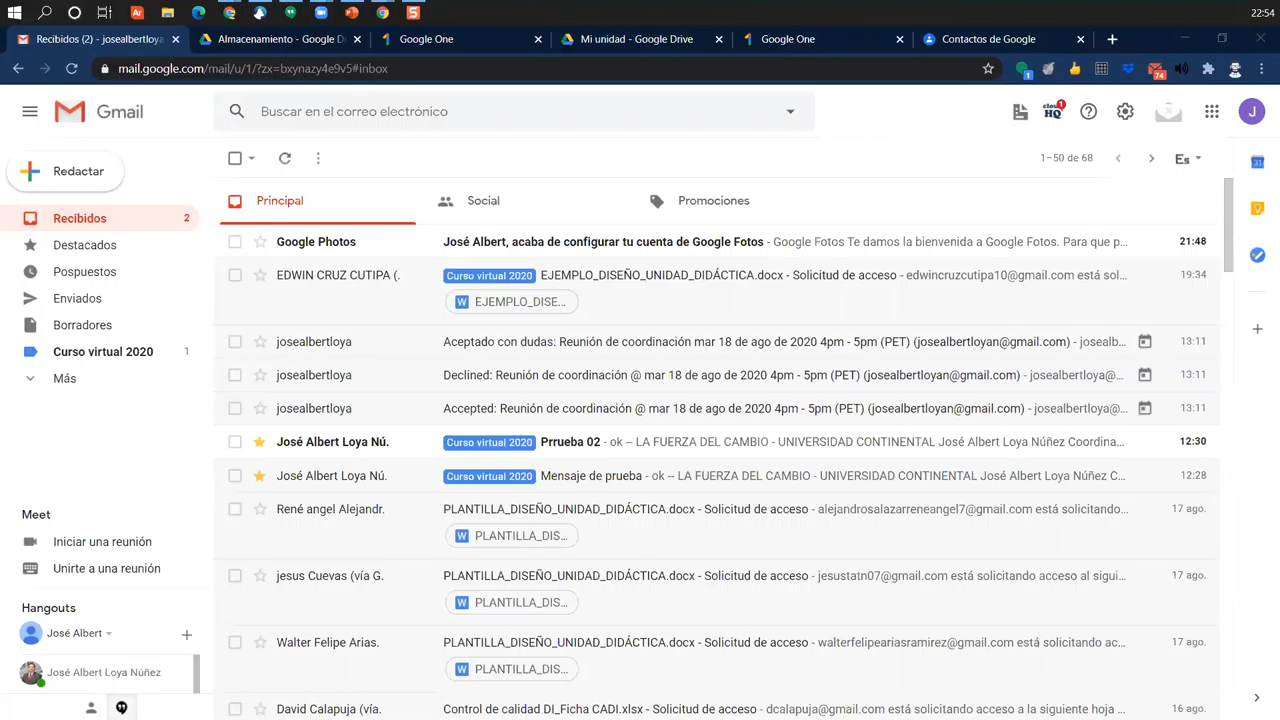 22:54
Recibidos (2) - josealbertloya
Almacenamiento - Google D
Google One
Mi unidad - Google Drive
Google One
Contactos de Google
mail.google.com/mail/u/1/?zx=bxynazy4e9v5#inbox
1
74
Gmail
Buscar en el correo electrónico
cloud HQ
1
J
Redactar
1–50 de 68
Es
31
Principal
Social
Promociones
Recibidos 2
Destacados
Pospuestos
Enviados
Borradores
Curso virtual 2020 1
Más
Google Photos José Albert, acaba de configurar tu cuenta de Google Fotos - Google Fotos Te damos la bienvenida a Google Fotos. Para que p... 21:48
EDWIN CRUZ CUTIPA (. Curso virtual 2020 EJEMPLO_DISEÑO_UNIDAD_DIDÁCTICA.docx - Solicitud de acceso - edwincruzcutipa10@gmail.com está sol... 19:34
W EJEMPLO_DISE...
josealbertloya Aceptado con dudas: Reunión de coordinación mar 18 de ago de 2020 4pm - 5pm (PET) (josealbertloyan@gmail.com) - josealb... 13:11
josealbertloya Declined: Reunión de coordinación @ mar 18 de ago de 2020 4pm - 5pm (PET) (josealbertloyan@gmail.com) - josealbertloya@... 13:11
josealbertloya Accepted: Reunión de coordinación @ mar 18 de ago de 2020 4pm - 5pm (PET) (josealbertloyan@gmail.com) - josealbertloya@... 13:11
José Albert Loya Nú. Curso virtual 2020 Prrueba 02 - ok -- LA FUERZA DEL CAMBIO - UNIVERSIDAD CONTINENTAL José Albert Loya Núñez Coordina... 12:30
José Albert Loya Nú. Curso virtual 2020 Mensaje de prueba - ok -- LA FUERZA DEL CAMBIO - UNIVERSIDAD CONTINENTAL José Albert Loya Núñez C... 12:28
René angel Alejandr. PLANTILLA_DISEÑO_UNIDAD_DIDÁCTICA.docx - Solicitud de acceso - alejandrosalazarreneangel7@gmail.com está solicitando... 17 ago.
W PLANTILLA_DIS...
jesus Cuevas (vía G. PLANTILLA_DISEÑO_UNIDAD_DIDÁCTICA.docx - Solicitud de acceso - jesustatn07@gmail.com está solicitando acceso al siguie... 17 ago.
W PLANTILLA_DIS...
Walter Felipe Arias. PLANTILLA_DISEÑO_UNIDAD_DIDÁCTICA.docx - Solicitud de acceso - walterfelipeariasramirez@gmail.com está solicitando ac... 17 ago.
W PLANTILLA_DIS...
David Calapuja (vía. Control de calidad DI_Ficha CADI.xlsx - Solicitud de acceso - dcalapuja@gmail.com está solicitando acceso a la siguiente hoja ... 16 ago.
Meet
Iniciar una reunión
Unirte a una reunión
Hangouts
José Albert
José Albert Loya Núñez